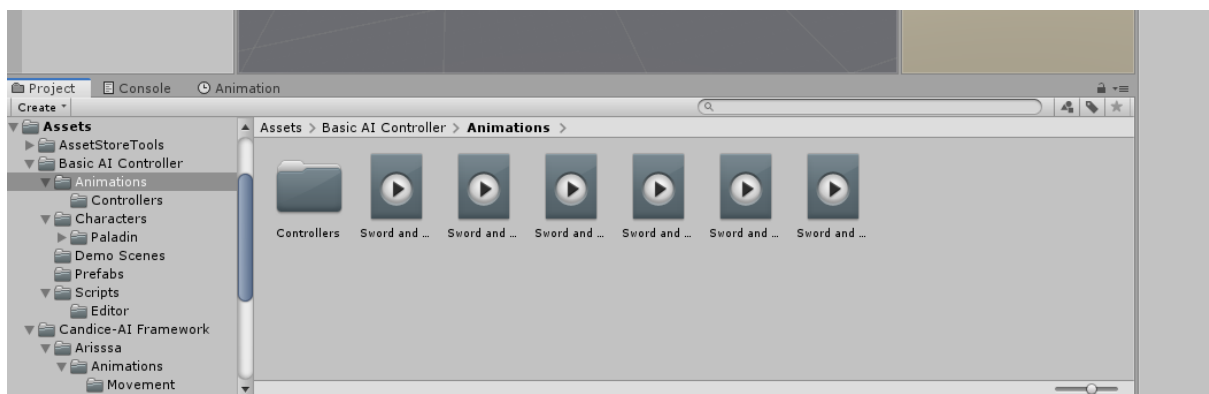 Project Console Animation
Create
Assets
AssetStoreTools
Basic AI Controller
Animations
Controllers
Characters
Paladin
Demo Scenes
Prefabs
Scripts
Editor
Candice-AI Framework
Arisssa
Animations
Movement
Assets > Basic AI Controller > Animations >
Controllers Sword and ... Sword and ... Sword and ... Sword and ... Sword and ... Sword and ...